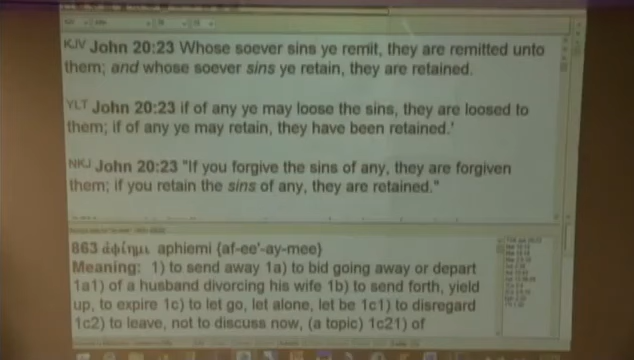 KJV John 20:23 Whose soever sins ye remit, they are remitted unto
them; and whose soever sins ye retain, they are retained.
YLT John 20:23 if of any ye may loose the sins, they are loosed to
them; if of any ye may retain, they have been retained.'
NKJ John 20:23 "If you forgive the sins of any, they are forgiven
them; if you retain the sins of any, they are retained."
863 ἀφίημι aphiemi {af-ee'-ay-mee}
Meaning: 1) to send away 1a) to bid going away or depart
1a1) of a husband divorcing his wife 1b) to send forth, yield
up, to expire 1c) to let go, let alone, let be 1c1) to disregard
1c2) to leave, not to discuss now, (a topic) 1c21) of